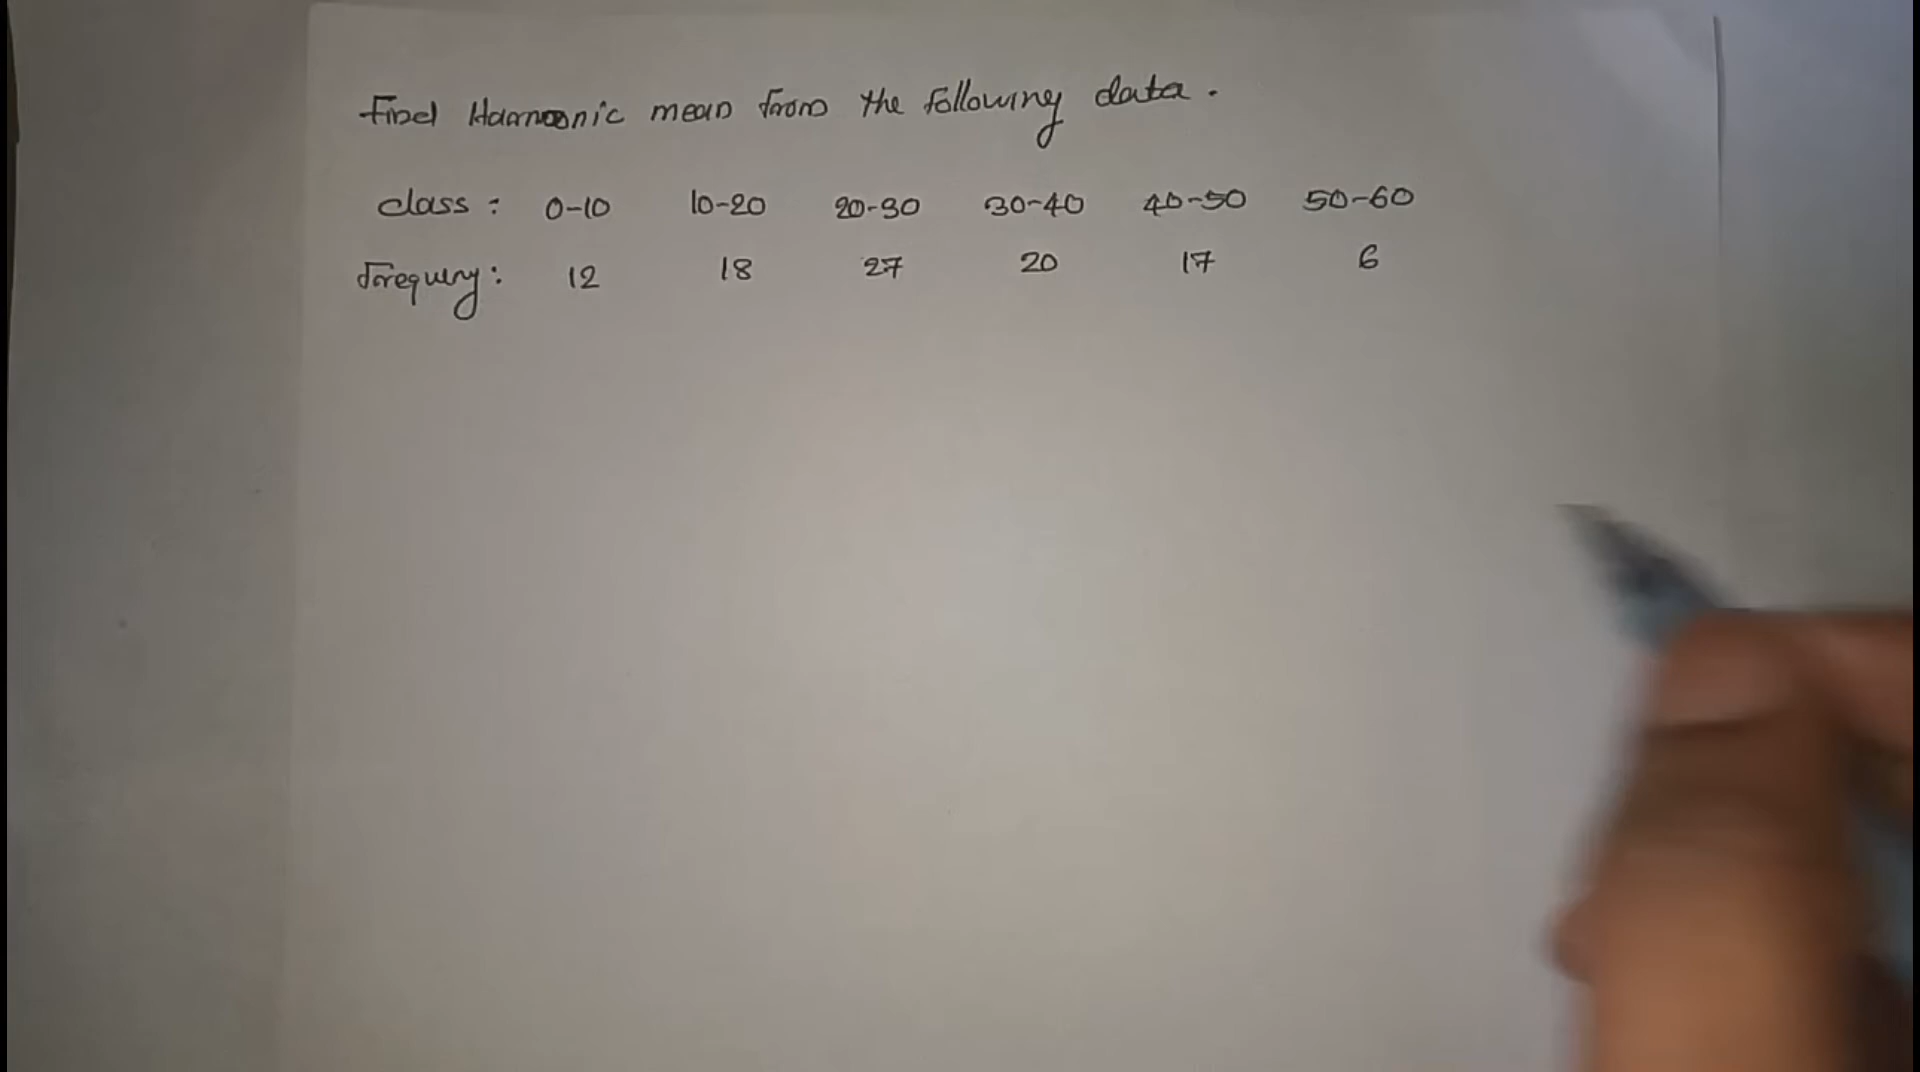 Find Harmonic mean from the following data.
class : 0-10 10-20 20-30 30-40 40-50 50-60
frequency : 12 18 27 20 17 6